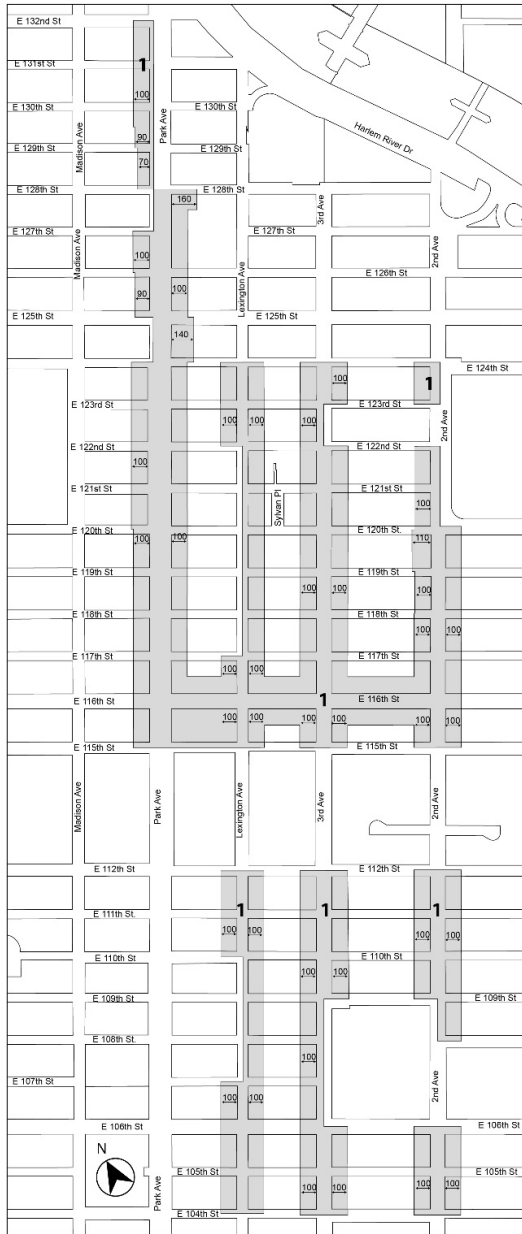 E 132nd St
E 131st St
1
100
E 130th St
E 130th St
Harlem River Dr
Madison Ave
Park Ave
90
E 129th St
E 129th St
70
E 128th St
E 128th St
160
3rd Ave
E 127th St
E 127th St
Madison Ave
2nd Ave
100
Lexington Ave
E 126th St
90
100
E 125th St
E 125th St
140
E 124th St
100
1
E 123rd St
E 123rd St
100
100
100
2nd Ave
E 122nd St
E 122nd St
100
E 121st St
Sylvan Pl
E 121st St
100
E 120th St
E 120th St.
100
100
110
E 119th St
E 119th St
100
100
100
E 118th St
E 118th St
100
100
E 117th St
E 117th St
100
100
E 116th St
1
E 116th St
100
100
100
100
100
100
E 115th St
E 115th St
Madison Ave
Park Ave
Lexington Ave
3rd Ave
2nd Ave
E 112th St
E 112th St
1
1
1
E 111th St.
100
100
100
100
E 110th St
E 110th St
100
100
E 109th St
E 109th St
E 108th St.
100
E 107th St
100
100
2nd Ave
E 106th St
E 106th St
N
E 105th St
E 105th St
Park Ave
100
100
100
100
E 104th St